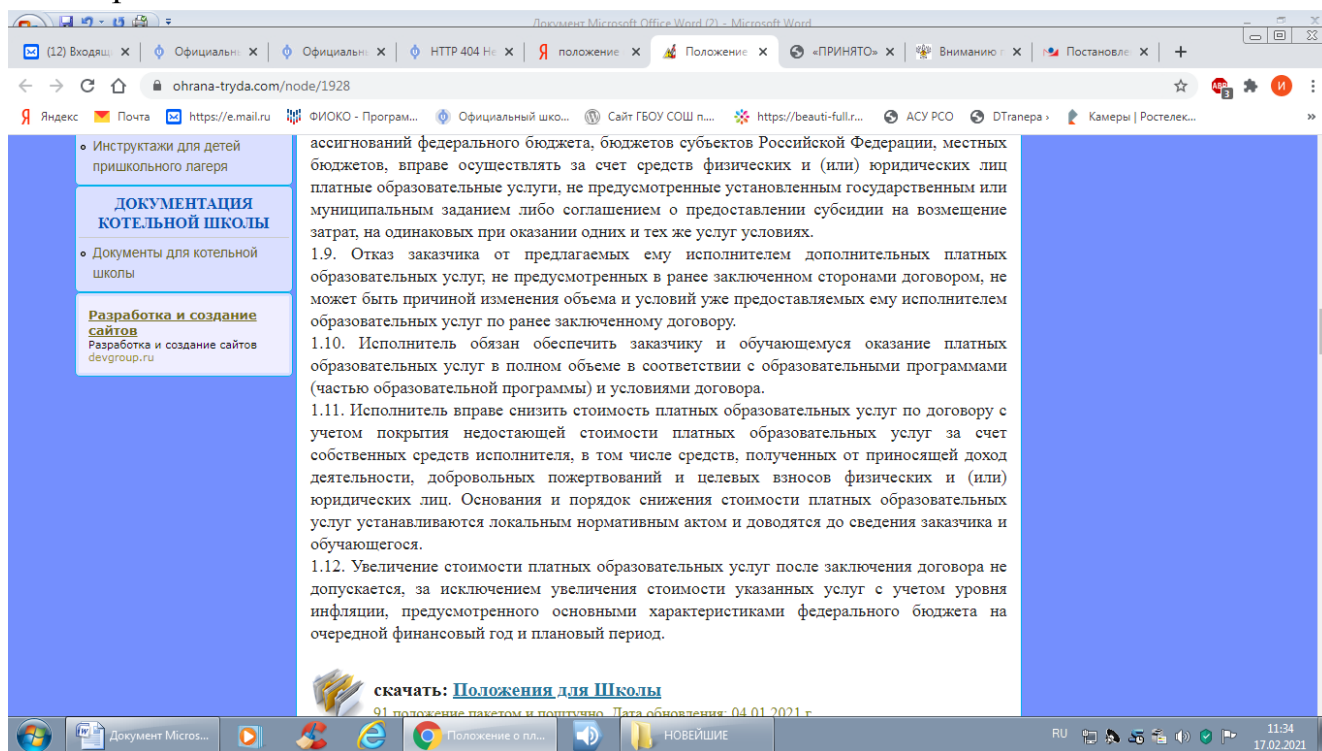 Документ Microsoft Office Word (2) - Microsoft Word
(12) Входящ
Официальн
Официальн
HTTP 404 Не
положение
Положение
«ПРИНЯТО»
Вниманию п
Постановле
ohrana-tryda.com/node/1928
ABP
3
И
Яндекс
Почта
https://e.mail.ru
ФИОКО - Програм...
Официальный шко...
Сайт ГБОУ СОШ п....
https://beauti-full.r...
АСУ РСО
DTranepa ›
Камеры | Ростелек...
»
Инструктажи для детей
пришкольного лагеря
ДОКУМЕНТАЦИЯ
КОТЕЛЬНОЙ ШКОЛЫ
Документы для котельной
школы
Разработка и создание
сайтов
Разработка и создание сайтов
devgroup.ru
ассигнований федерального бюджета, бюджетов субъектов Российской Федерации, местных
бюджетов, вправе осуществлять за счет средств физических и (или) юридических лиц
платные образовательные услуги, не предусмотренные установленным государственным или
муниципальным заданием либо соглашением о предоставлении субсидии на возмещение
затрат, на одинаковых при оказании одних и тех же услуг условиях.
1.9. Отказ заказчика от предлагаемых ему исполнителем дополнительных платных
образовательных услуг, не предусмотренных в ранее заключенном сторонами договором, не
может быть причиной изменения объема и условий уже предоставляемых ему исполнителем
образовательных услуг по ранее заключенному договору.
1.10. Исполнитель обязан обеспечить заказчику и обучающемуся оказание платных
образовательных услуг в полном объеме в соответствии с образовательными программами
(частью образовательной программы) и условиями договора.
1.11. Исполнитель вправе снизить стоимость платных образовательных услуг по договору с
учетом покрытия недостающей стоимости платных образовательных услуг за счет
собственных средств исполнителя, в том числе средств, полученных от приносящей доход
деятельности, добровольных пожертвований и целевых взносов физических и (или)
юридических лиц. Основания и порядок снижения стоимости платных образовательных
услуг устанавливаются локальным нормативным актом и доводятся до сведения заказчика и
обучающегося.
1.12. Увеличение стоимости платных образовательных услуг после заключения договора не
допускается, за исключением увеличения стоимости указанных услуг с учетом уровня
инфляции, предусмотренного основными характеристиками федерального бюджета на
очередной финансовый год и плановый период.
скачать: Положения для Школы
91 положение пакетом и поштучно. Дата обновления: 04.01.2021 г.
Документ Micros...
Положение о пл...
НОВЕЙШИЕ
RU
11:34
17.02.2021